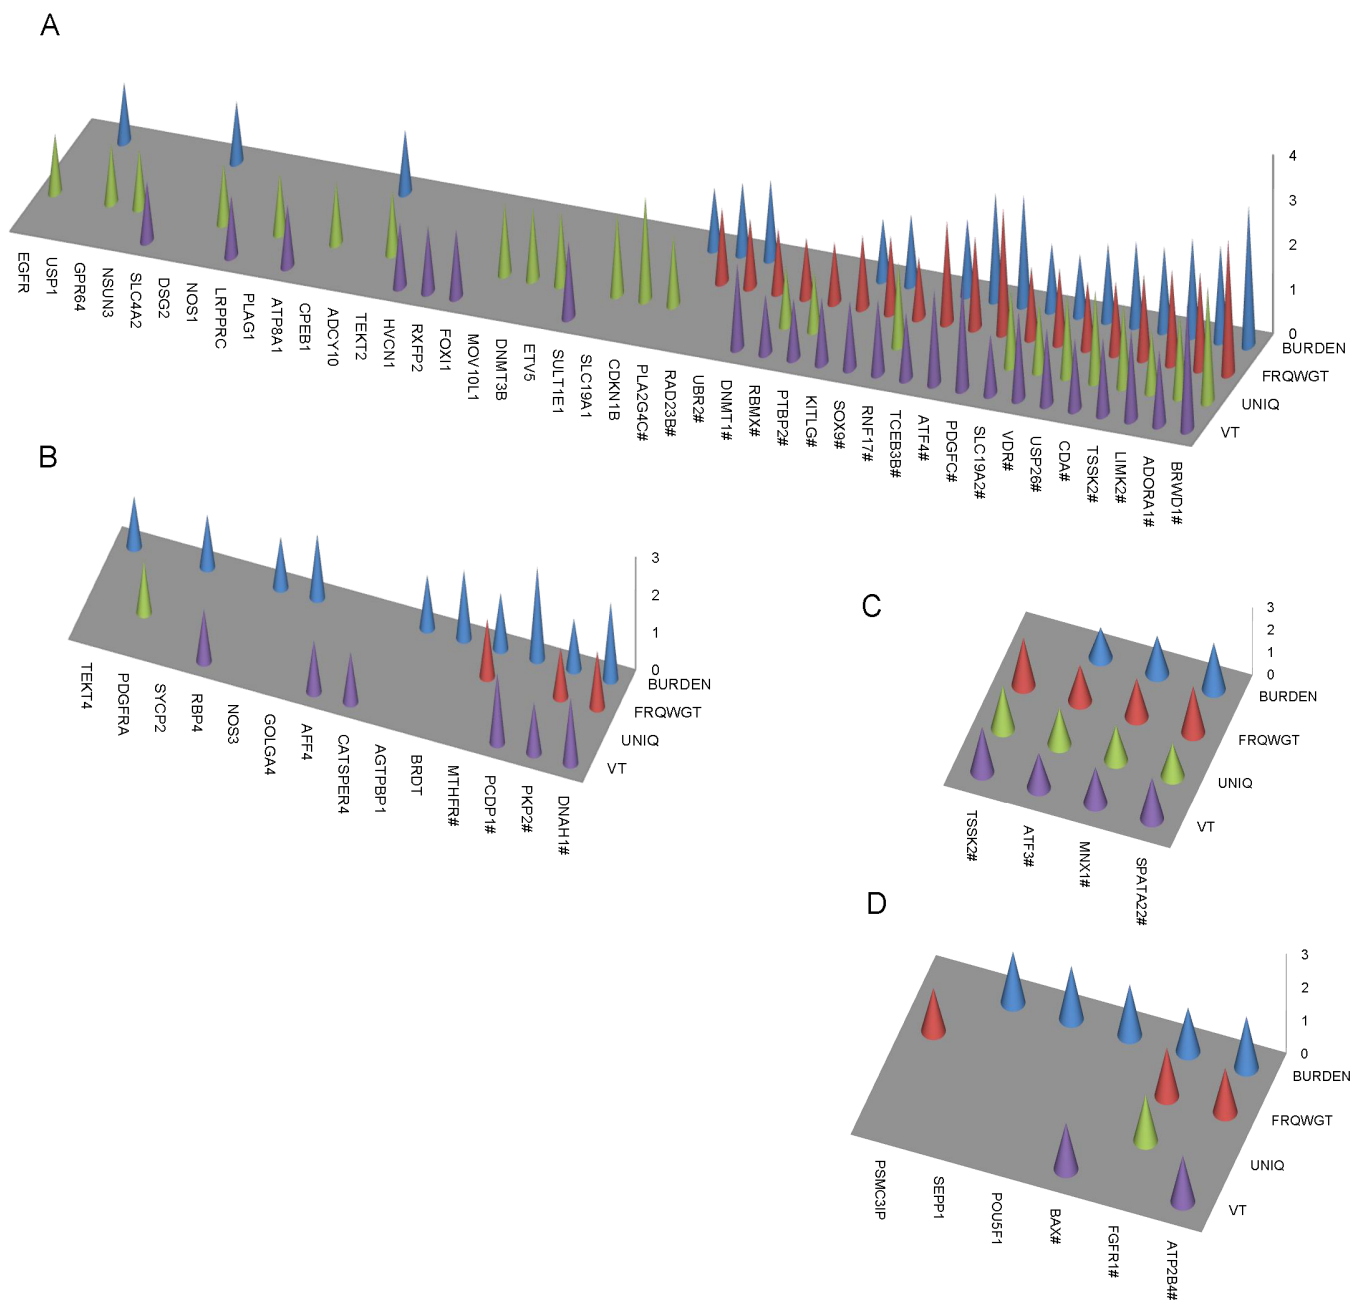 A
4
3
2
1
0
BURDEN
FRQWGT
UNIQ
VT
EGFR
USP1
GPR64
NSUN3
SLC4A2
DSG2
NOS1
LRPPRC
PLAG1
ATP8A1
CPEB1
ADCY10
TEKT2
HVCN1
RXFP2
FOXI1
MOV10L1
DNMT3B
ETV5
SULT1E1
SLC19A1
CDKN1B
PLA2G4C#
RAD23B#
UBR2#
DNMT1#
RBMX#
PTBP2#
KITLG#
SOX9#
RNF17#
TCEB3B#
ATF4#
PDGFC#
SLC19A2#
VDR#
USP26#
CDA#
TSSK2#
LIMK2#
ADORA1#
BRWD1#
B
3
2
1
0
BURDEN
FRQWGT
UNIQ
VT
TEKT4
PDGFRA
SYCP2
RBP4
NOS3
GOLGA4
AFF4
CATSPER4
AGTPBP1
BRDT
MTHFR#
PCDP1#
PKP2#
DNAH1#
C
3
2
1
0
BURDEN
FRQWGT
UNIQ
VT
TSSK2#
ATF3#
MNX1#
SPATA22#
D
3
2
1
0
BURDEN
FRQWGT
UNIQ
VT
PSMC3IP
SEPP1
POU5F1
BAX#
FGFR1#
ATP2B4#